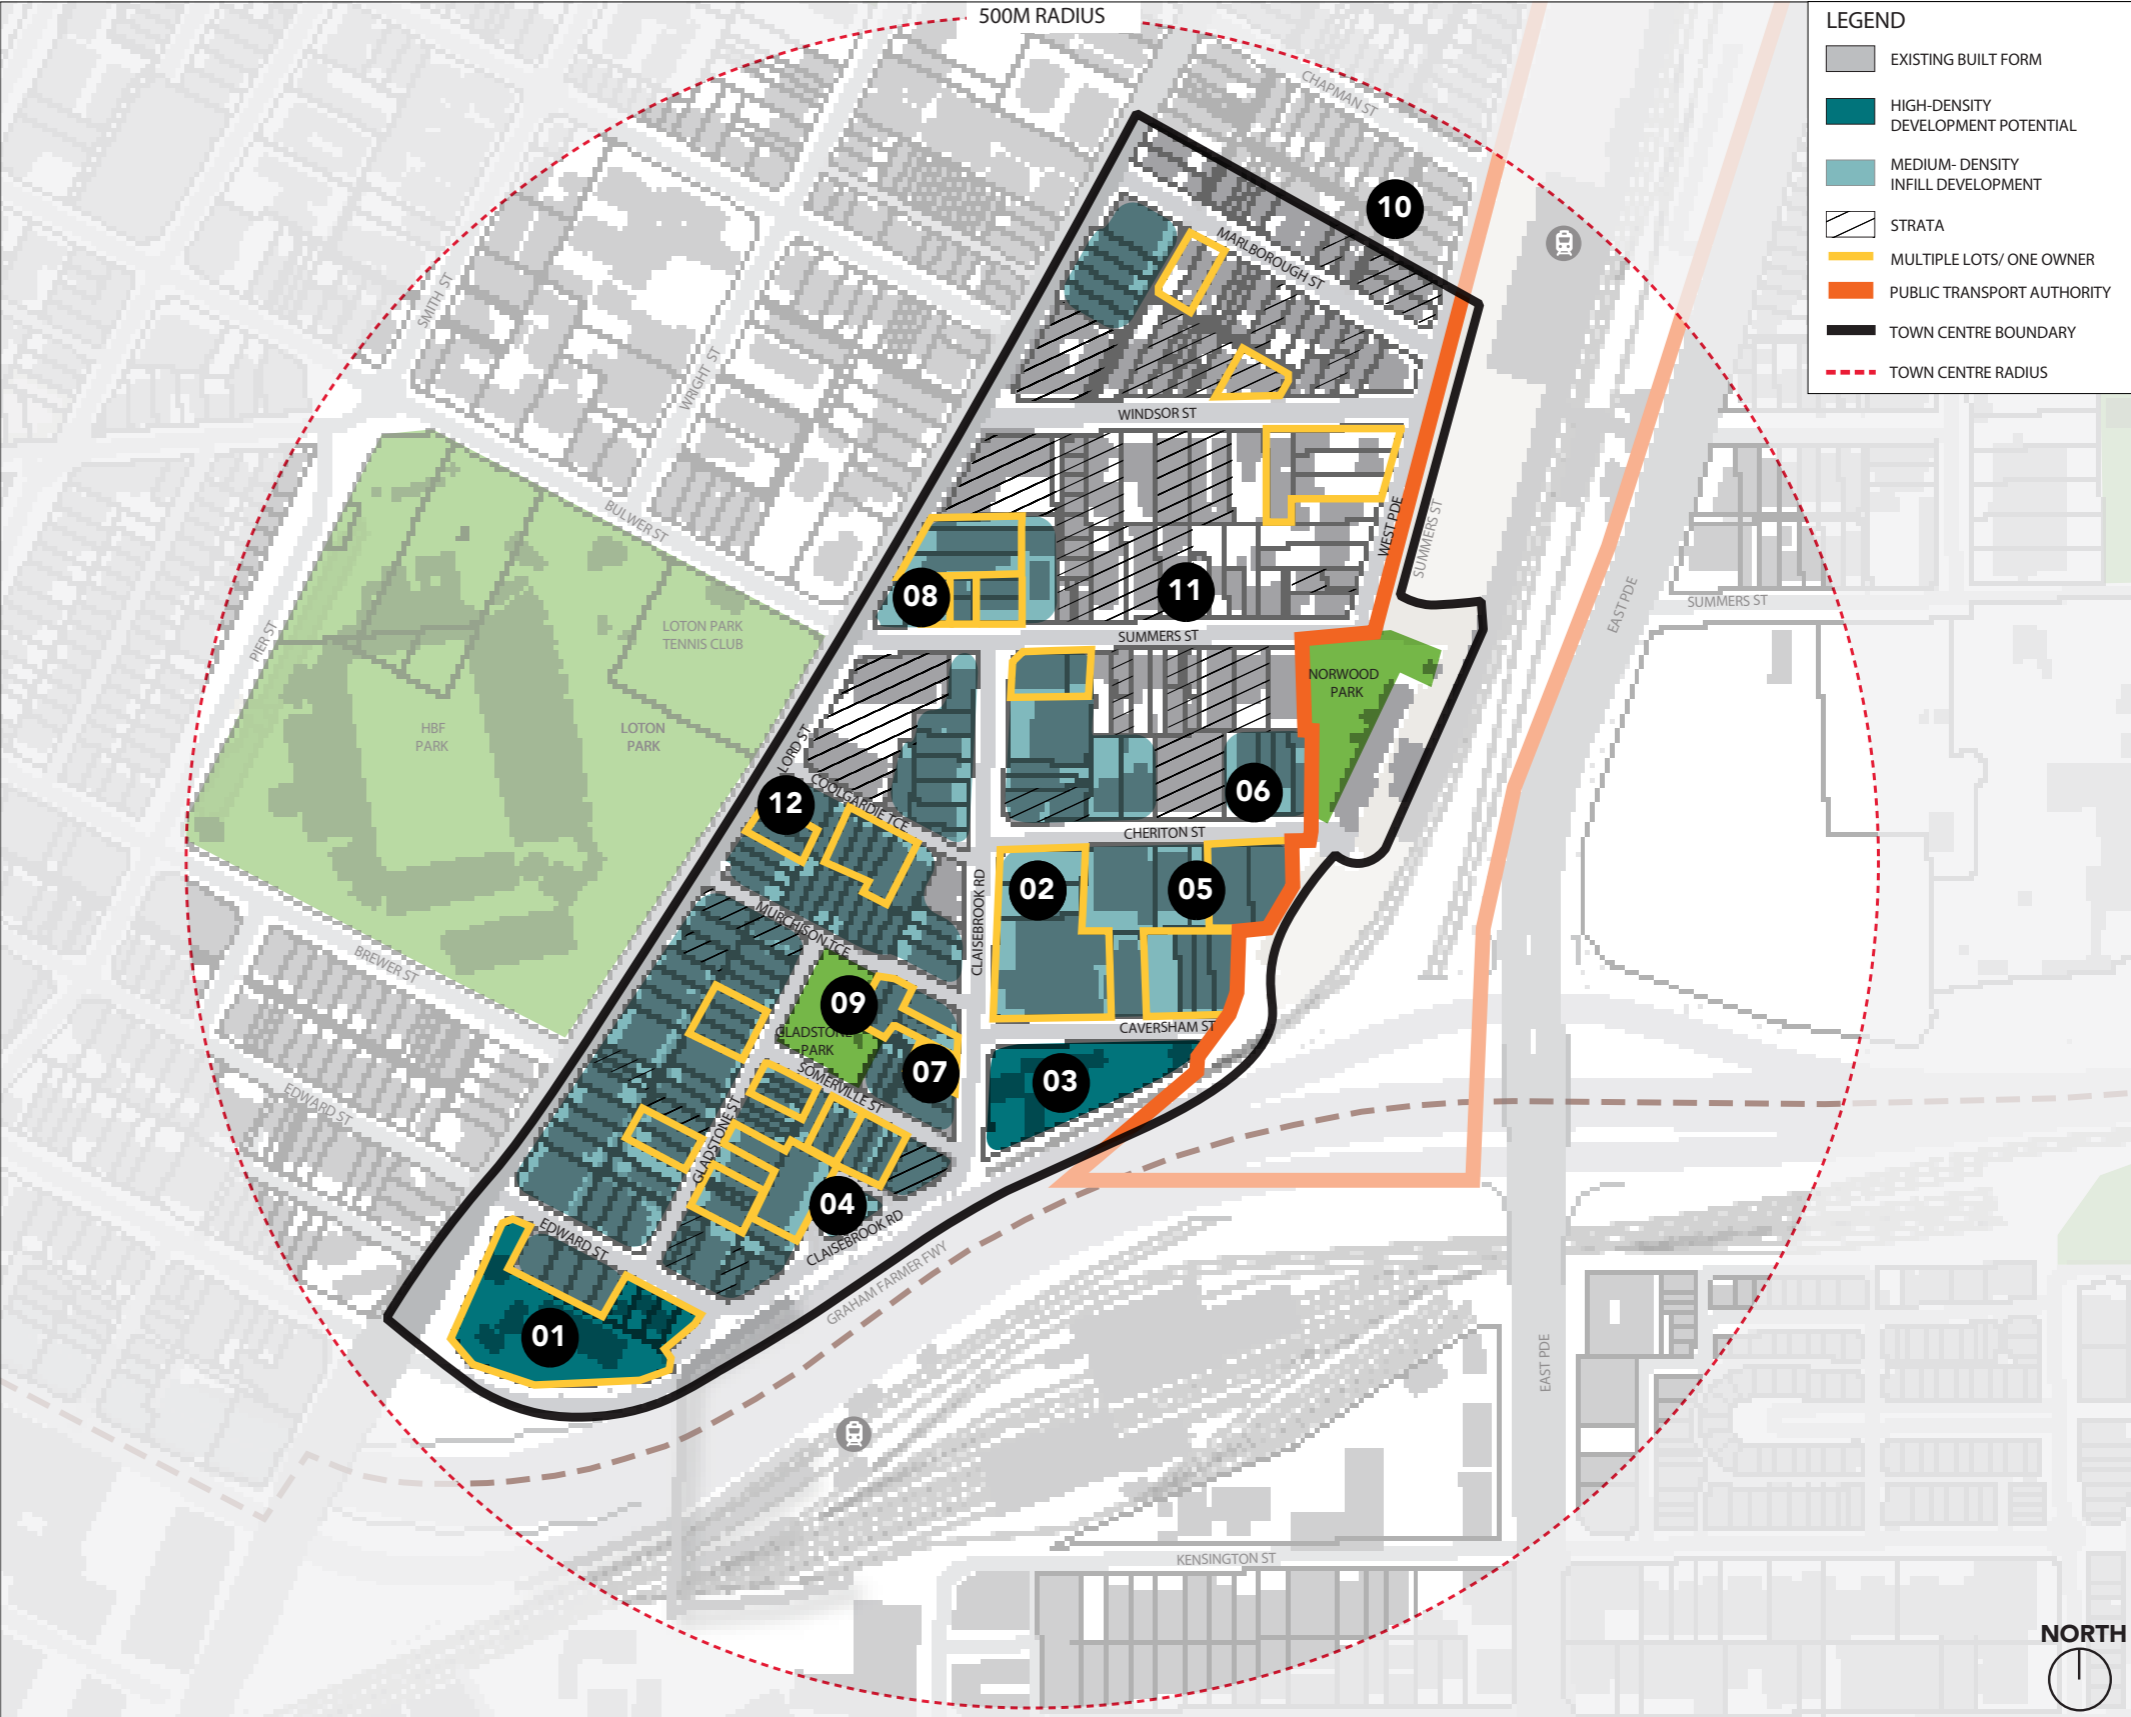 500M RADIUS
LEGEND
EXISTING BUILT FORM
HIGH-DENSITY
DEVELOPMENT POTENTIAL
MEDIUM- DENSITY
INFILL DEVELOPMENT
STRATA
MULTIPLE LOTS/ ONE OWNER
PUBLIC TRANSPORT AUTHORITY
TOWN CENTRE BOUNDARY
TOWN CENTRE RADIUS
CHAPMAN ST
10
MARLBOROUGH ST
SMITH ST
WRIGHT ST
WINDSOR ST
BULWER ST
WEST PDE
SUMMERS ST
EAST PDE
SUMMERS ST
08
11
PIER ST
LOTON PARK
TENNIS CLUB
SUMMERS ST
NORWOOD
PARK
HBF
PARK
LOTON
PARK
LORD ST
COOLGARDIE TCE
12
06
CHERITON ST
02
05
CLAISEBROOK RD
MURCHISON TCE
BREWER ST
09
GLADSTONE
PARK
CAVERSHAM ST
07
03
SOMERVILLE ST
EDWARD ST
GLADSTONE ST
04
CLAISEBROOK RD
EDWARD ST
GRAHAM FARMER FWY
01
EAST PDE
KENSINGTON ST
NORTH